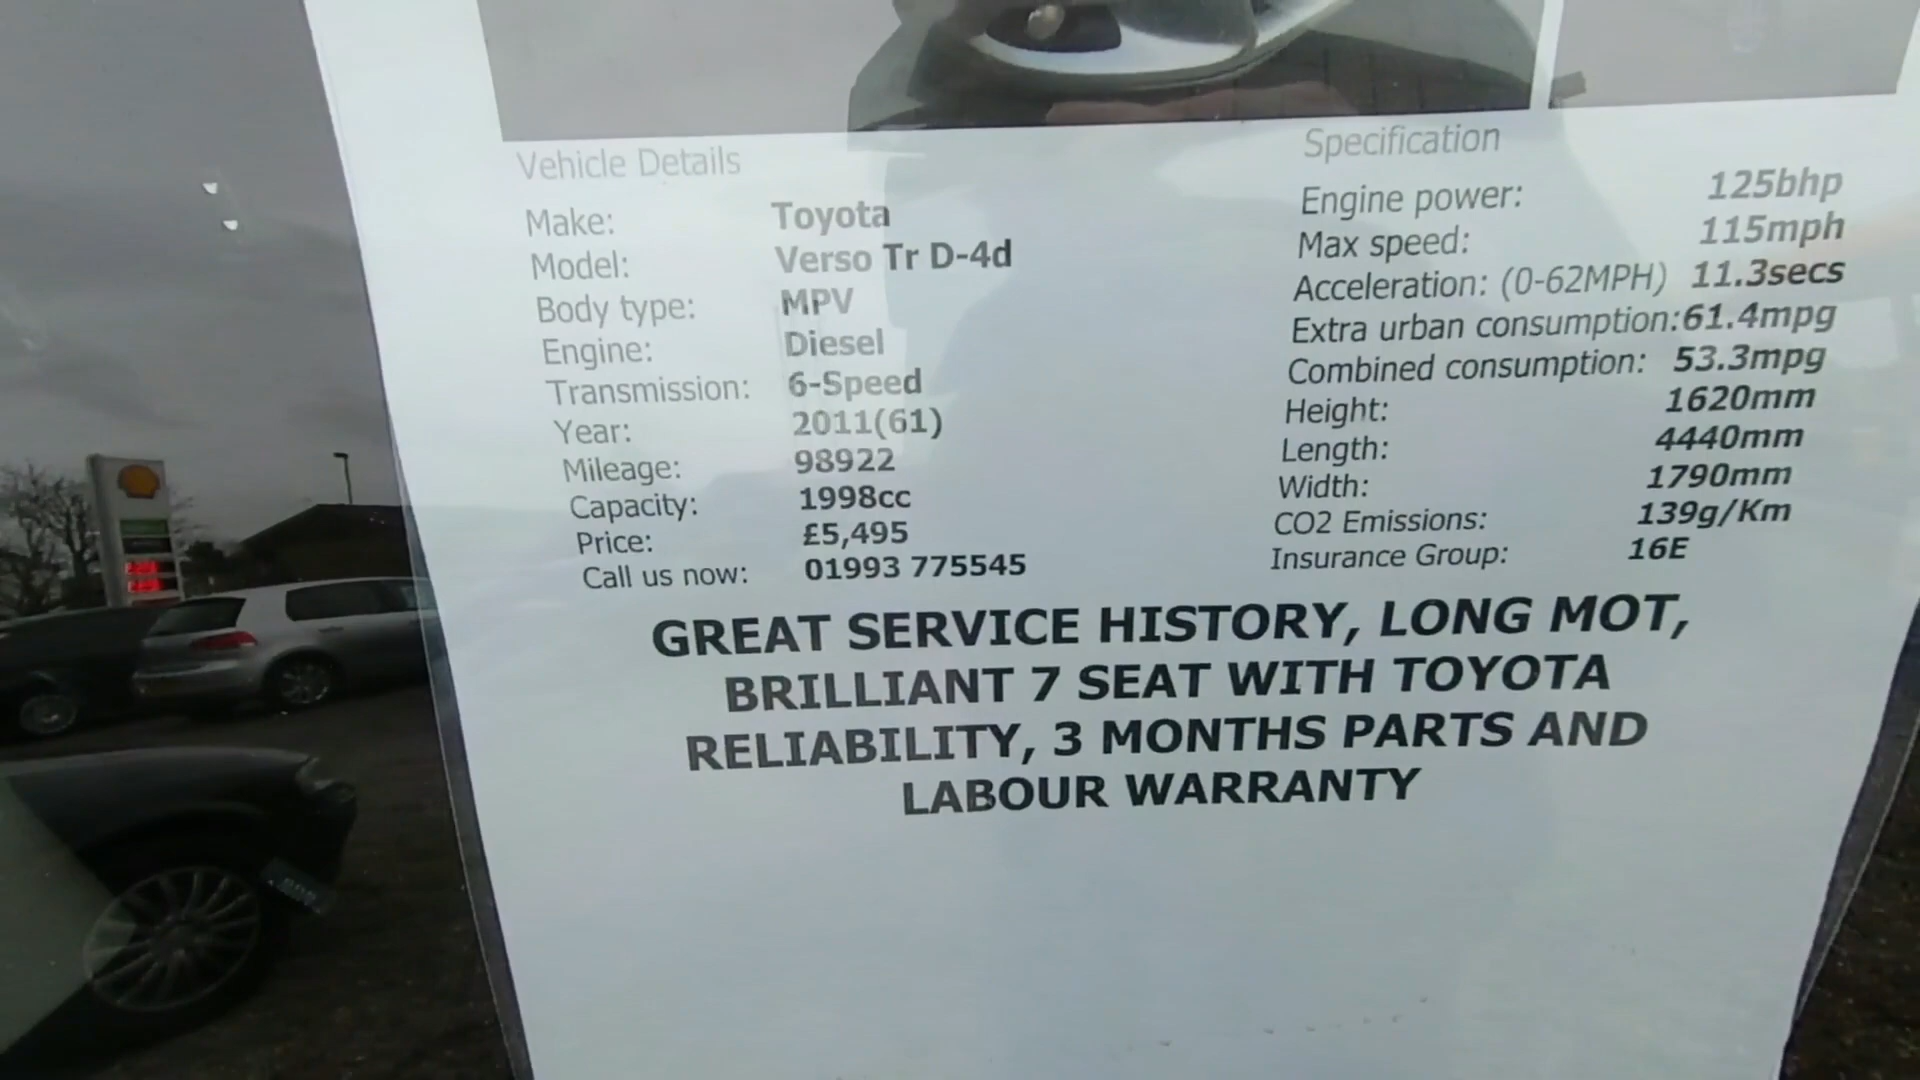 Vehicle Details
Make: Toyota
Model: Verso Tr D-4d
Body type: MPV
Engine: Diesel
Transmission: 6-Speed
Year: 2011(61)
Mileage: 98922
Capacity: 1998cc
Price: £5,495
Call us now: 01993 775545
Specification
Engine power: 125bhp
Max speed: 115mph
Acceleration: (0-62MPH) 11.3secs
Extra urban consumption: 61.4mpg
Combined consumption: 53.3mpg
Height: 1620mm
Length: 4440mm
Width: 1790mm
CO2 Emissions: 139g/Km
Insurance Group: 16E
GREAT SERVICE HISTORY, LONG MOT,
BRILLIANT 7 SEAT WITH TOYOTA
RELIABILITY, 3 MONTHS PARTS AND
LABOUR WARRANTY